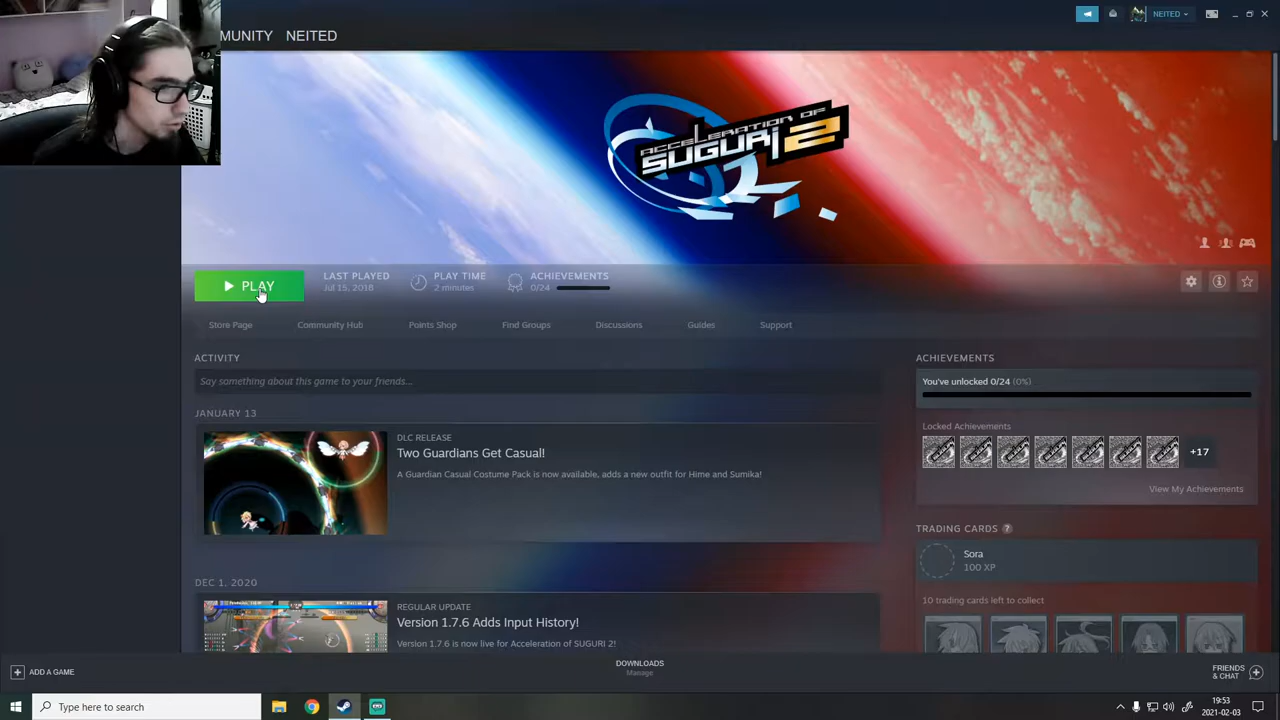 MUNITY NEITED
NEITED
ACCELERATION OF
SUGURI 2
PLAY
LAST PLAYED
Jul 15, 2018
PLAY TIME
2 minutes
ACHIEVEMENTS
0/24
Store Page
Community Hub
Points Shop
Find Groups
Discussions
Guides
Support
ACTIVITY
Say something about this game to your friends...
JANUARY 13
DLC RELEASE
Two Guardians Get Casual!
A Guardian Casual Costume Pack is now available, adds a new outfit for Hime and Sumika!
DEC 1, 2020
REGULAR UPDATE
Version 1.7.6 Adds Input History!
Version 1.7.6 is now live for Acceleration of SUGURI 2!
ACHIEVEMENTS
You've unlocked 0/24 (0%)
Locked Achievements
+17
View My Achievements
TRADING CARDS ?
Sora
100 XP
10 trading cards left to collect
ADD A GAME
DOWNLOADS
Manage
FRIENDS
& CHAT
Type here to search
19:53
2021-02-03